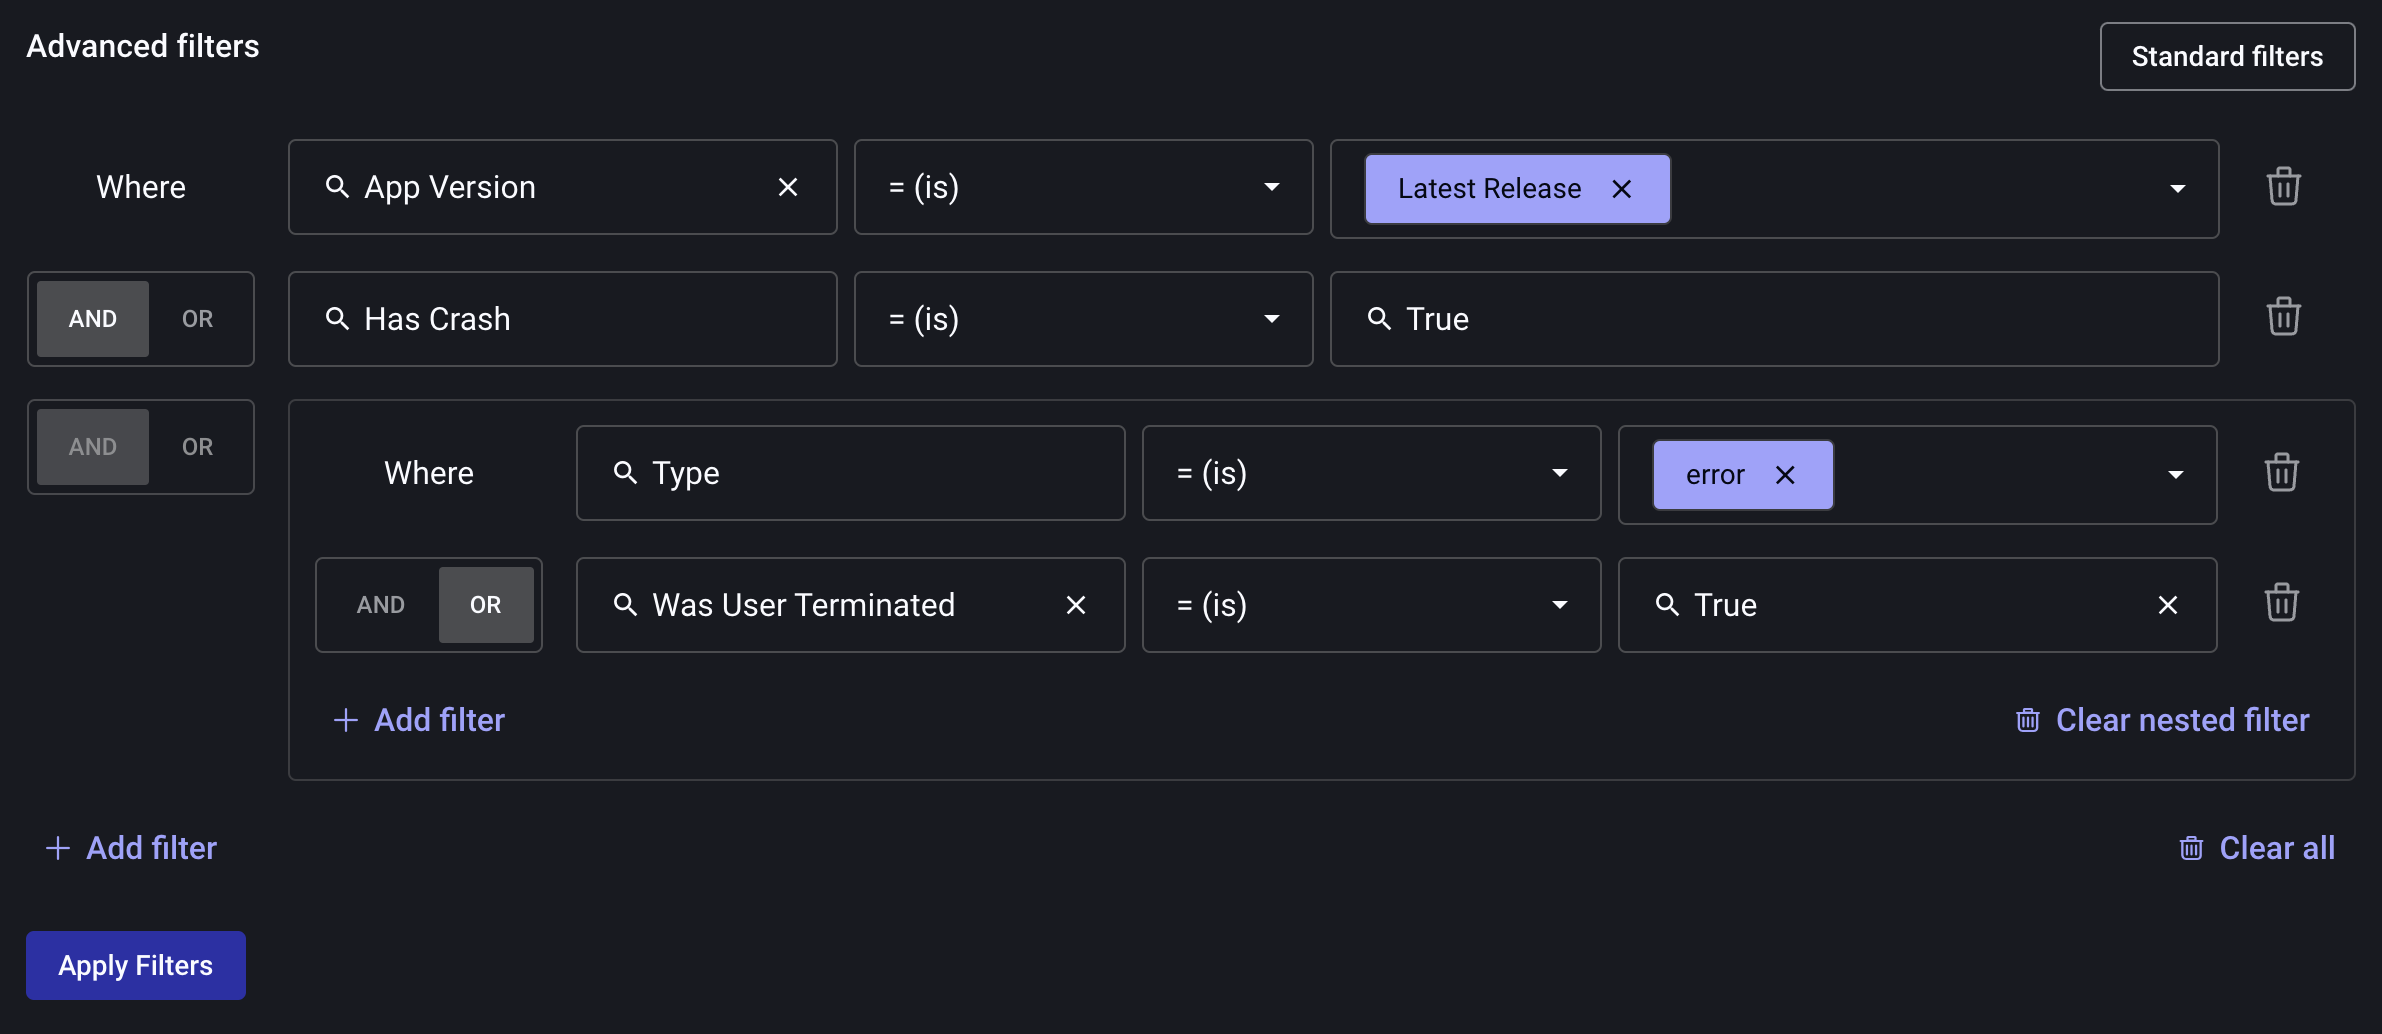 Advanced filters
Standard filters
Where App Version = (is) Latest Release
AND OR Has Crash = (is) True
AND OR
Where Type = (is) error
AND OR Was User Terminated = (is) True
Add filter Clear nested filter
Add filter Clear all
Apply Filters